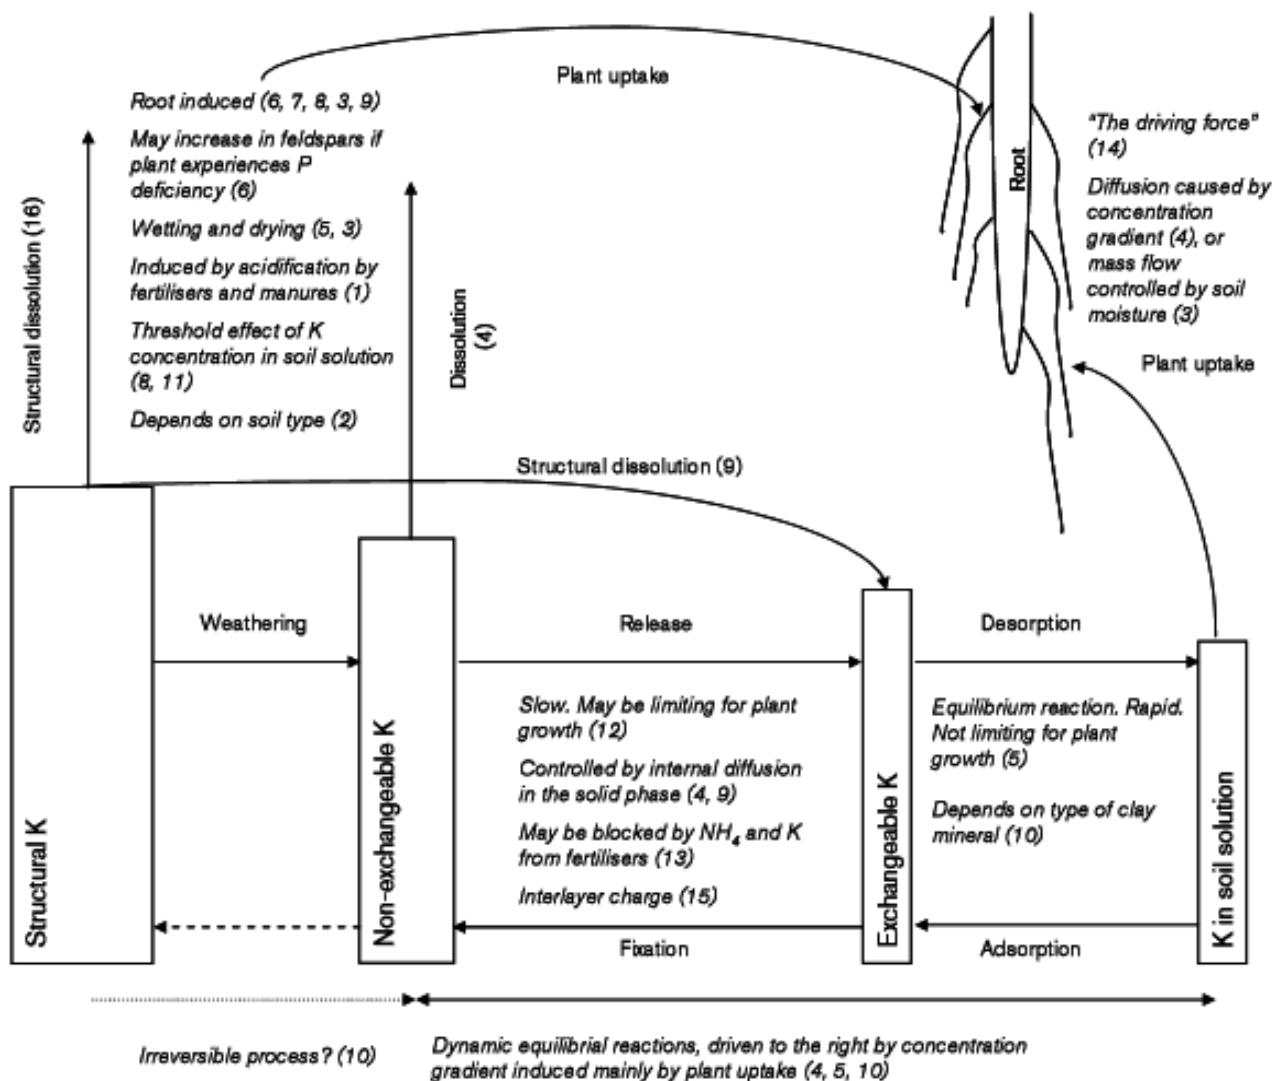 Plant uptake
Root induced (6, 7, 8, 3, 9)
May increase in feldspars if
plant experiences P
deficiency (6)
Wetting and drying (5, 3)
Induced by acidification by
fertilisers and manures (1)
Threshold effect of K
concentration in soil solution
(8, 11)
Depends on soil type (2)
Structural dissolution (16)
Dissolution
(4)
Root
"The driving force"
(14)
Diffusion caused by
concentration
gradient (4), or
mass flow
controlled by soil
moisture (3)
Plant uptake
Structural dissolution (9)
Weathering
Release
Desorption
Slow. May be limiting for plant
growth (12)
Controlled by internal diffusion
in the solid phase (4, 9)
May be blocked by NH₄ and K
from fertilisers (13)
Interlayer charge (15)
Equilibrium reaction. Rapid.
Not limiting for plant
growth (5)
Depends on type of clay
mineral (10)
Structural K
Non-exchangeable K
Exchangeable K
K in soil solution
Fixation
Adsorption
Irreversible process? (10)
Dynamic equilibrial reactions, driven to the right by concentration
gradient induced mainly by plant uptake (4, 5, 10)